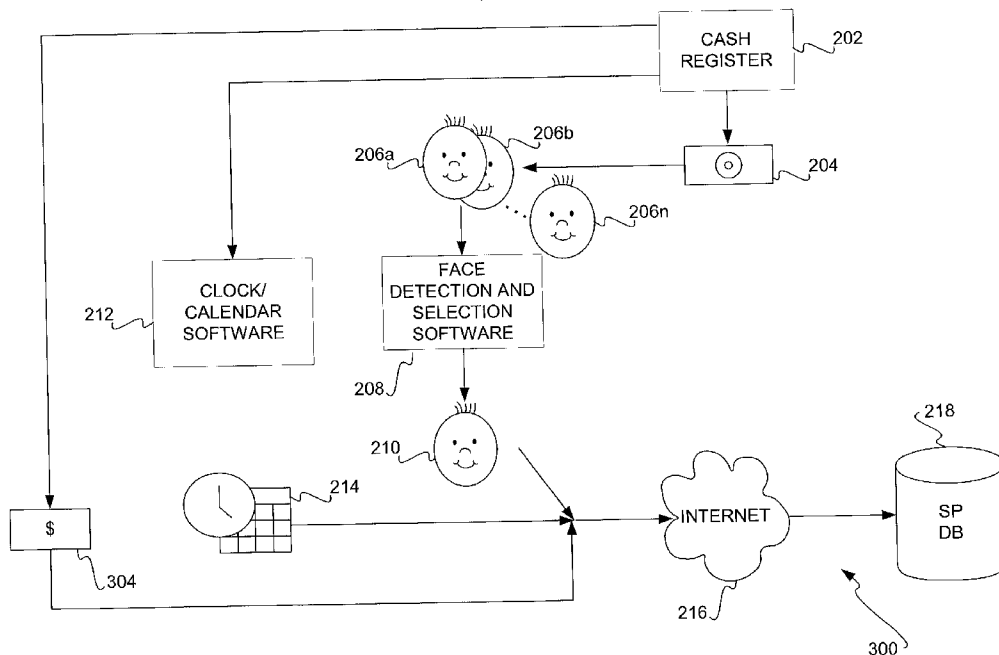 CASH
REGISTER
202
206a
206b
204
206n
212
CLOCK/
CALENDAR
SOFTWARE
FACE
DETECTION AND
SELECTION
SOFTWARE
208
210
214
218
$
304
INTERNET
216
SP
DB
300